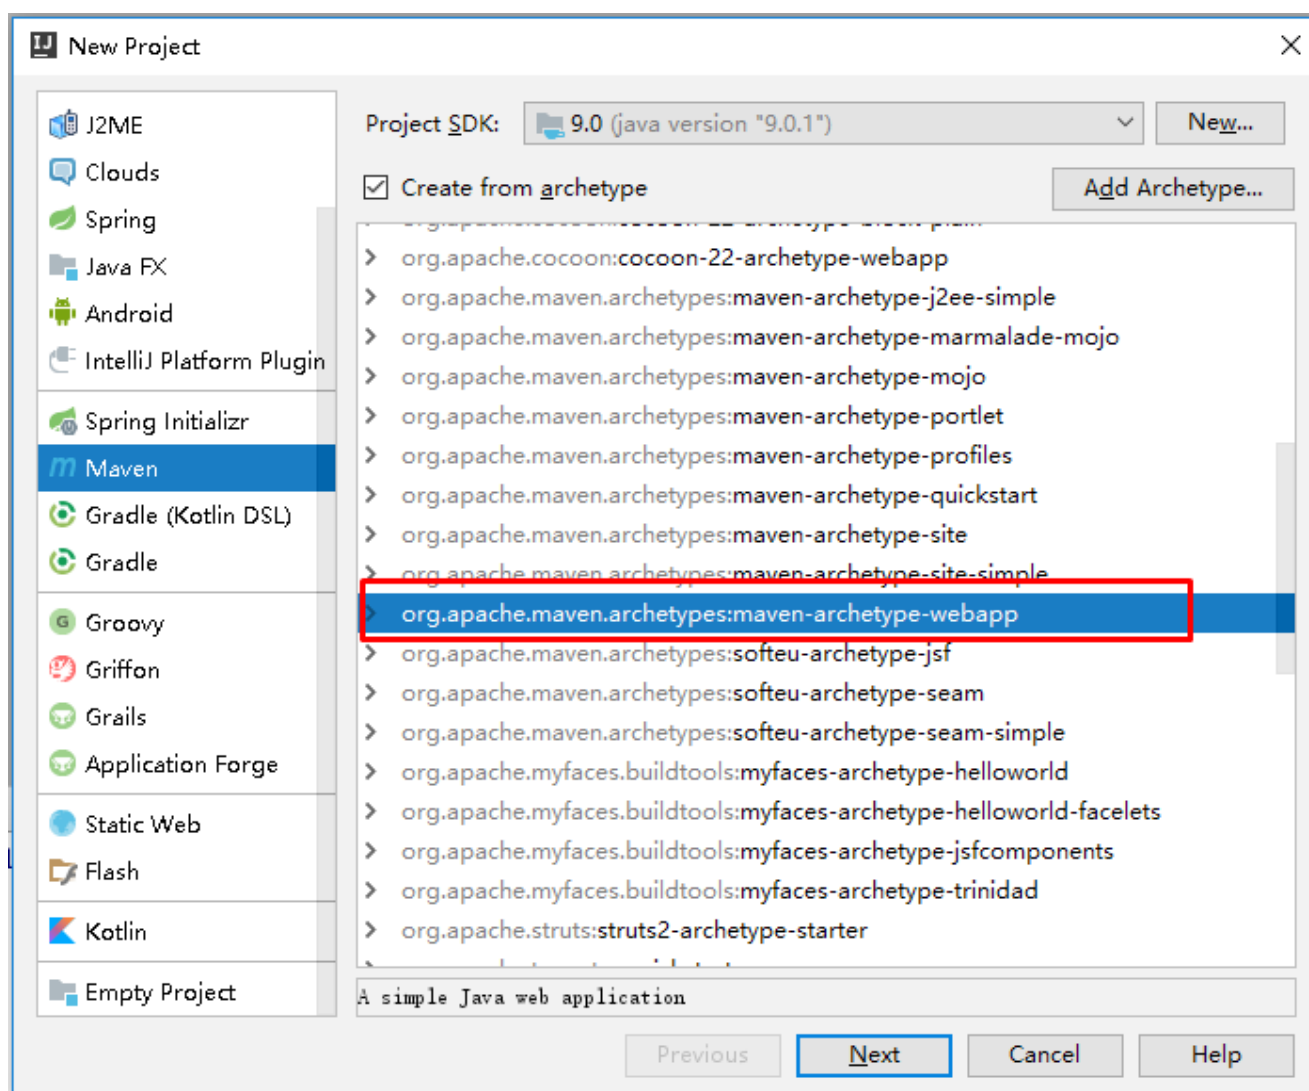 New Project
J2ME
Clouds
Spring
Java FX
Android
IntelliJ Platform Plugin
Spring Initializr
Maven
Gradle (Kotlin DSL)
Gradle
Groovy
Griffon
Grails
Application Forge
Static Web
Flash
Kotlin
Empty Project
Project SDK: 9.0 (java version "9.0.1") New...
Create from archetype Add Archetype...
org.apache.cocoon:cocoon-22-archetype-block-plain
org.apache.cocoon:cocoon-22-archetype-webapp
org.apache.maven.archetypes:maven-archetype-j2ee-simple
org.apache.maven.archetypes:maven-archetype-marmalade-mojo
org.apache.maven.archetypes:maven-archetype-mojo
org.apache.maven.archetypes:maven-archetype-portlet
org.apache.maven.archetypes:maven-archetype-profiles
org.apache.maven.archetypes:maven-archetype-quickstart
org.apache.maven.archetypes:maven-archetype-site
org.apache.maven.archetypes:maven-archetype-site-simple
org.apache.maven.archetypes:maven-archetype-webapp
org.apache.maven.archetypes:softeu-archetype-jsf
org.apache.maven.archetypes:softeu-archetype-seam
org.apache.maven.archetypes:softeu-archetype-seam-simple
org.apache.myfaces.buildtools:myfaces-archetype-helloworld
org.apache.myfaces.buildtools:myfaces-archetype-helloworld-facelets
org.apache.myfaces.buildtools:myfaces-archetype-jsfcomponents
org.apache.myfaces.buildtools:myfaces-archetype-trinidad
org.apache.struts:struts2-archetype-starter
A simple Java web application
Previous Next Cancel Help